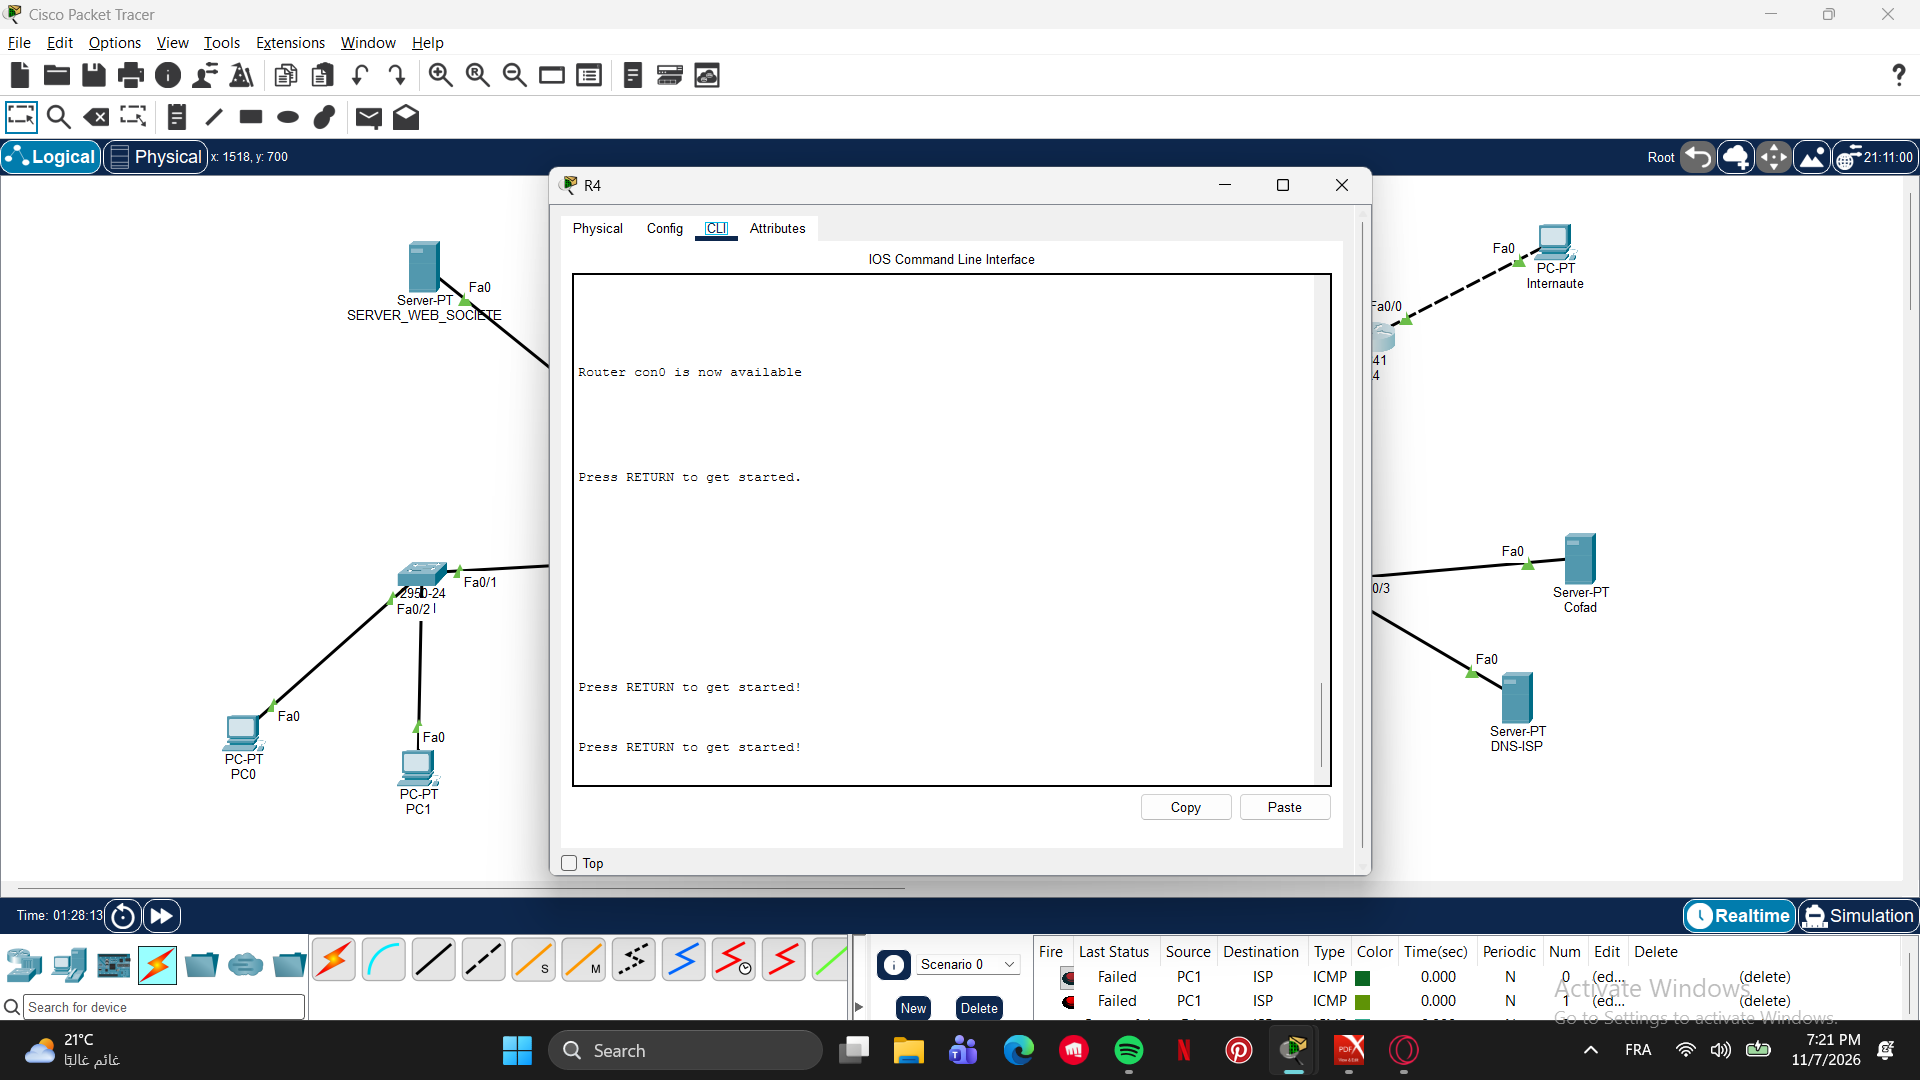 Cisco Packet Tracer
File Edit Options View Tools Extensions Window Help
Logical Physical x: 1518, y: 700 Root 21:11:00
R4
Physical Config CLI Attributes
IOS Command Line Interface
Router con0 is now available
Press RETURN to get started.
Press RETURN to get started!
Press RETURN to get started!
Copy Paste
Top
Fa0
Server-PT
SERVER_WEB_SOCIETE
Fa0/1
2950-24
Fa0/2
Fa0
PC-PT
PC0
Fa0
PC-PT
PC1
Fa0
PC-PT
Internaute
Fa0/0
41
4
Fa0
0/3
Server-PT
Cofad
Fa0
Server-PT
DNS-ISP
Time: 01:28:13 Realtime Simulation
S M
Search for device
Scenario 0
New Delete
Fire Last Status Source Destination Type Color Time(sec) Periodic Num Edit Delete
Failed PC1 ISP ICMP 0.000 N 0 (ed... (delete)
Failed PC1 ISP ICMP 0.000 N 1 (ed... (delete)
Activate Windows
Go to Settings to activate Windows.
21°C
غائم غالبًا
Search
FRA
7:21 PM
11/7/2026